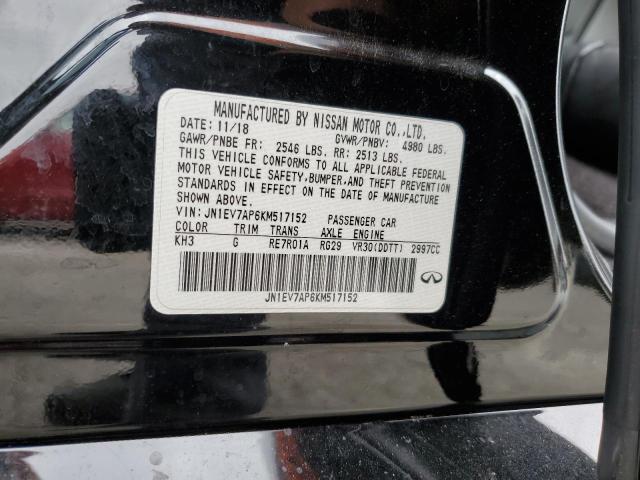 MANUFACTURED BY NISSAN MOTOR CO.,LTD.
DATE: 11/18 GVWR/PNBV: 4980 LBS.
GAWR/PNBE FR: 2546 LBS. RR: 2513 LBS.
THIS VEHICLE CONFORMS TO ALL APPLICABLE FEDERAL
MOTOR VEHICLE SAFETY,BUMPER,AND THEFT PREVENTION
STANDARDS IN EFFECT ON THE DATE OF MANUFACTURE
SHOWN ABOVE.
VIN: JN1EV7AP6KM517152 PASSENGER CAR
COLOR TRIM TRANS AXLE ENGINE
KH3 G RE7R01A RG29 VR30(DDTT) 2997CC
JN1EV7AP6KM517152